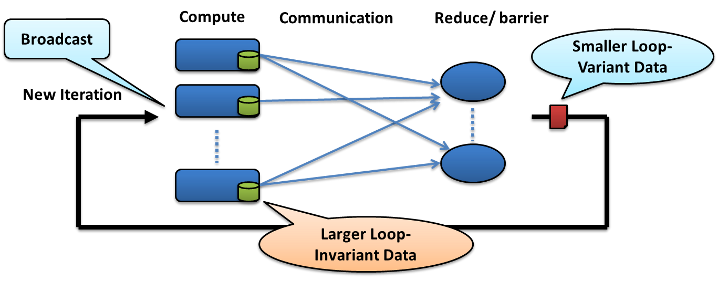 Compute
Communication
Reduce/ barrier
Broadcast
Smaller Loop-
Variant Data
New Iteration
Larger Loop-
Invariant Data